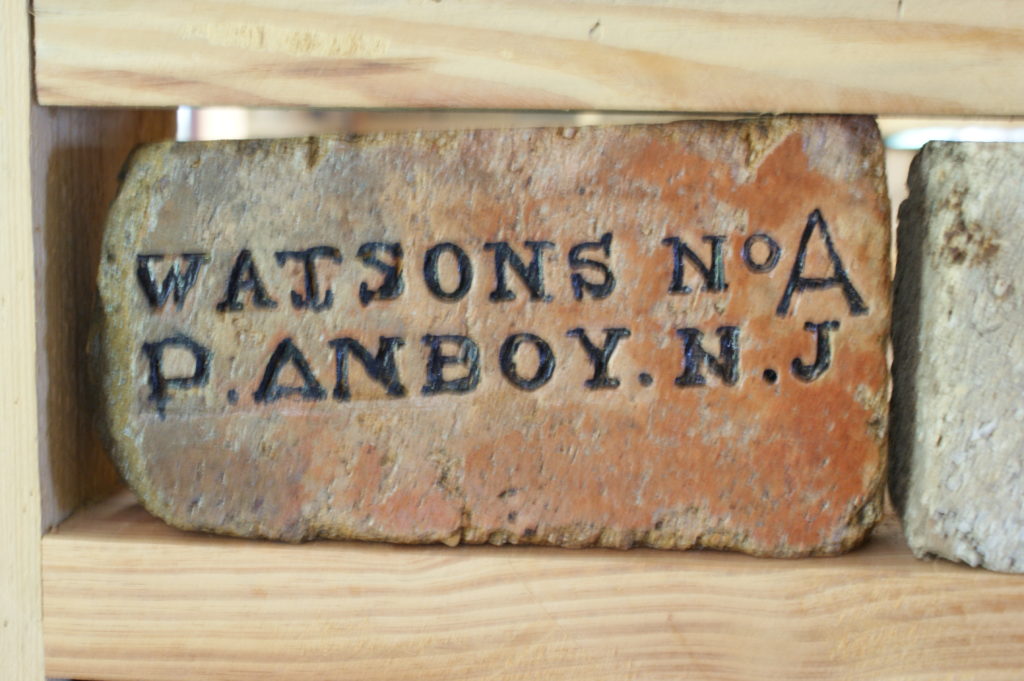 WATSONS No A
P. ANBOY. N. J